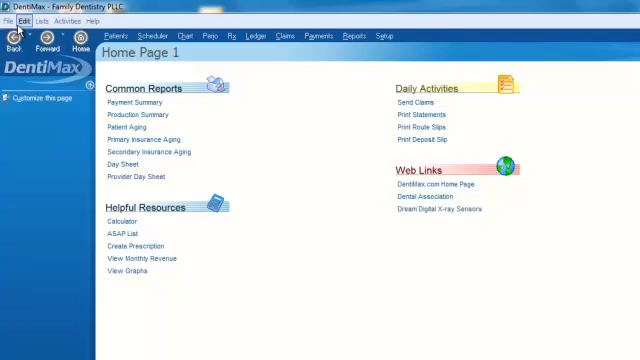 DentiMax - Family Dentistry PLLC
File Edit Lists Activities Help
Back Forward Home
Patients Scheduler Chart Perio Rx Ledger Claims Payments Reports Setup
DentiMax
Home Page 1
Customize this page
Common Reports
Payment Summary
Production Summary
Patient Aging
Primary Insurance Aging
Secondary Insurance Aging
Day Sheet
Provider Day Sheet
Helpful Resources
Calculator
ASAP List
Create Prescription
View Monthly Revenue
View Graphs
Daily Activities
Send Claims
Print Statements
Print Route Slips
Print Deposit Slip
Web Links
DentiMax.com Home Page
Dental Association
Dream Digital X-ray Sensors